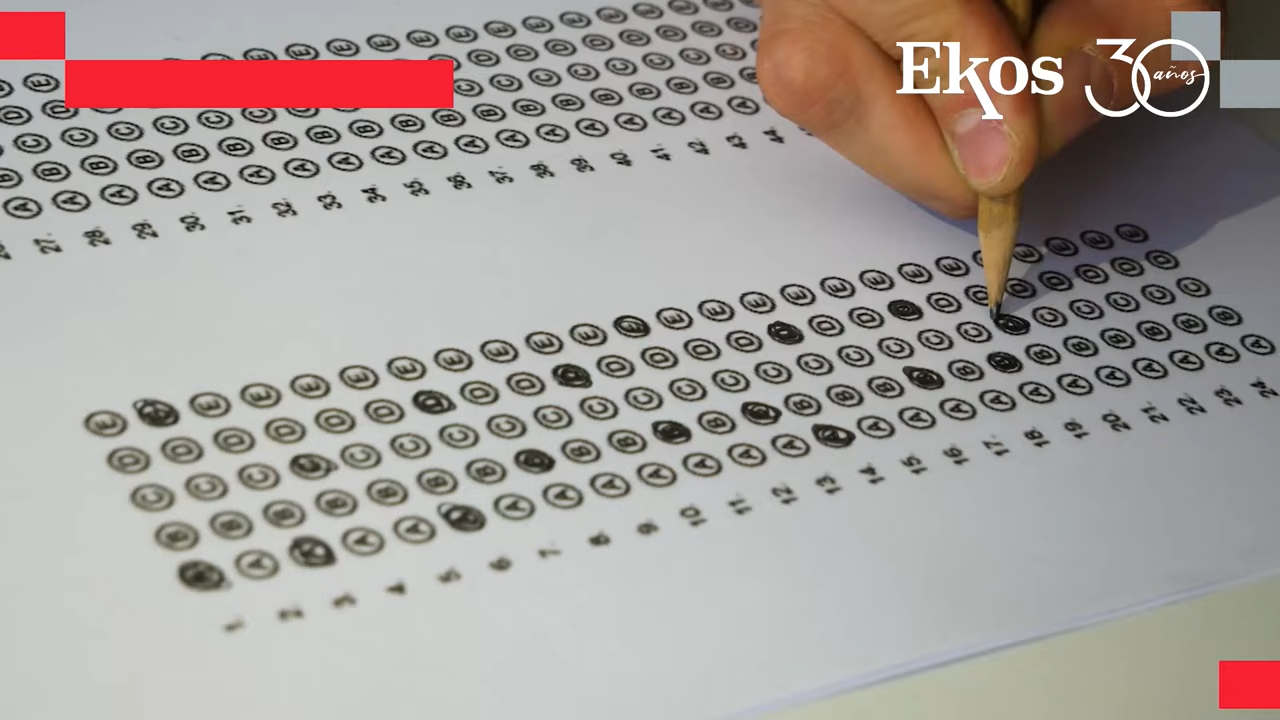 Ekos 30 años
E E E E E E E E E E E E E E
D D D D D D D D D
C C C C C C C C C C C C C C C C C C
B B B B B B B B B B B B B B B B B B B
A A A A A A A A A A A A A A A A A A
27. 28. 29. 30. 31. 32. 33. 34. 35. 36. 37. 38. 39. 40. 41. 42. 43. 44.
E E E E E E E E E E E E E E E E E E E E E E E
D D D D D D D D D D D D D D D D D D D D D D
C C C C C C C C C C C C C C C C C C C C C C C
B B B B B B B B B B B B B B B B B B B B
A A A A A A A A A A A A A A A A A A A A A
1. 2. 3. 4. 5. 6. 7. 8. 9. 10. 11. 12. 13. 14. 15. 16. 17. 18. 19. 20. 21. 22. 23. 24.